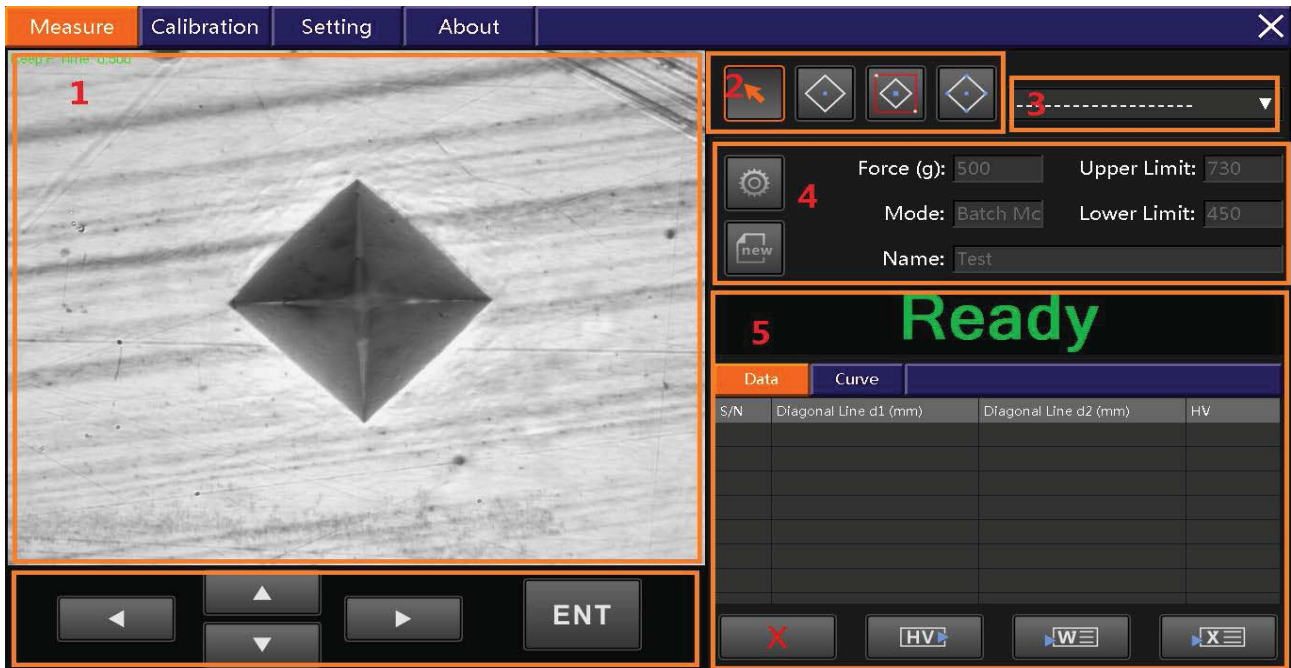 Measure Calibration Setting About
1
2
3 ------------------
4
Force (g): 500 Upper Limit: 730
new
Mode: Batch Mc Lower Limit: 450
Name: Test
5 Ready
Data Curve
S/N Diagonal Line d1 (mm) Diagonal Line d2 (mm) HV
ENT
X HV W X